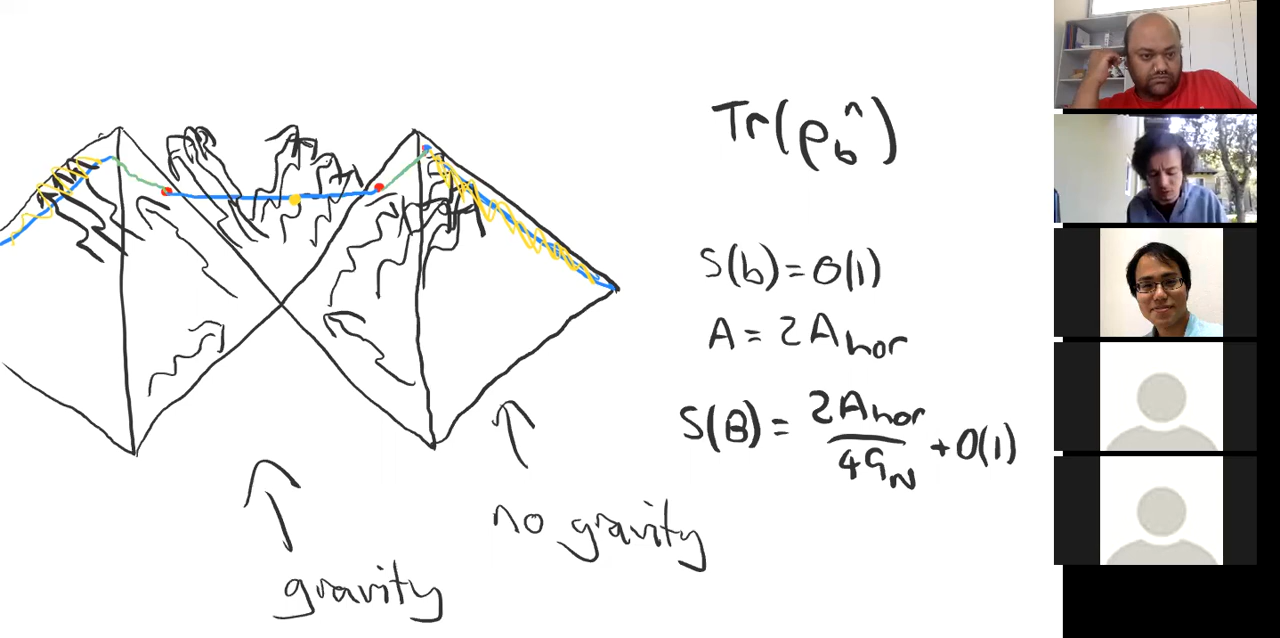 Tr(ρ_b^n)
S(b) = O(1)
A = 2A_hor
S(B) = 2A_hor / 4G_N + O(1)
no gravity
gravity